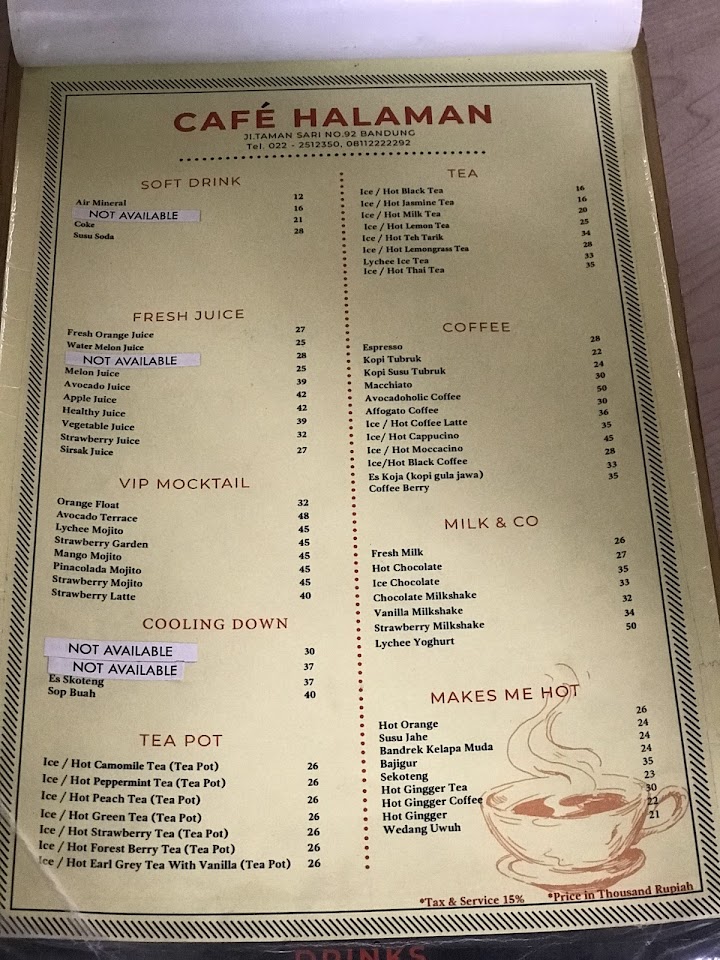 CAFÉ HALAMAN
Jl.TAMAN SARI NO.92 BANDUNG
Tel. 022 - 2512350, 08112222292
SOFT DRINK
Air Mineral 12
NOT AVAILABLE 16
Coke 21
Susu Soda 28
FRESH JUICE
Fresh Orange Juice 27
Water Melon Juice 25
NOT AVAILABLE 28
Melon Juice 25
Avocado Juice 39
Apple Juice 42
Healthy Juice 42
Vegetable Juice 39
Strawberry Juice 32
Sirsak Juice 27
VIP MOCKTAIL
Orange Float 32
Avocado Terrace 48
Lychee Mojito 45
Strawberry Garden 45
Mango Mojito 45
Pinacolada Mojito 45
Strawberry Mojito 45
Strawberry Latte 40
COOLING DOWN
NOT AVAILABLE 30
NOT AVAILABLE 37
Es Skoteng 37
Sop Buah 40
TEA POT
Ice / Hot Camomile Tea (Tea Pot) 26
Ice / Hot Peppermint Tea (Tea Pot) 26
Ice / Hot Peach Tea (Tea Pot) 26
Ice / Hot Green Tea (Tea Pot) 26
Ice / Hot Strawberry Tea (Tea Pot) 26
Ice / Hot Forest Berry Tea (Tea Pot) 26
Ice / Hot Earl Grey Tea With Vanilla (Tea Pot) 26
TEA
Ice / Hot Black Tea 16
Ice / Hot Jasmine Tea 16
Ice / Hot Milk Tea 20
Ice / Hot Lemon Tea 25
Ice / Hot Teh Tarik 34
Ice / Hot Lemongrass Tea 28
Lychee Ice Tea 33
Ice / Hot Thai Tea 35
COFFEE
Espresso 28
Kopi Tubruk 22
Kopi Susu Tubruk 24
Macchiato 30
Avocadoholic Coffee 50
Affogato Coffee 30
Ice / Hot Coffee Latte 36
Ice/ Hot Cappucino 35
Ice / Hot Moccacino 45
Ice/Hot Black Coffee 28
Es Koja (kopi gula jawa) 33
Coffee Berry 35
MILK & CO
Fresh Milk 26
Hot Chocolate 27
Ice Chocolate 35
Chocolate Milkshake 33
Vanilla Milkshake 32
Strawberry Milkshake 34
Lychee Yoghurt 50
MAKES ME HOT
Hot Orange 26
Susu Jahe 24
Bandrek Kelapa Muda 24
Bajigur 24
Sekoteng 35
Hot Gingger Tea 23
Hot Gingger Coffee 30
Hot Gingger 22
Wedang Uwuh 21
*Tax & Service 15% *Price in Thousand Rupiah
DRINKS